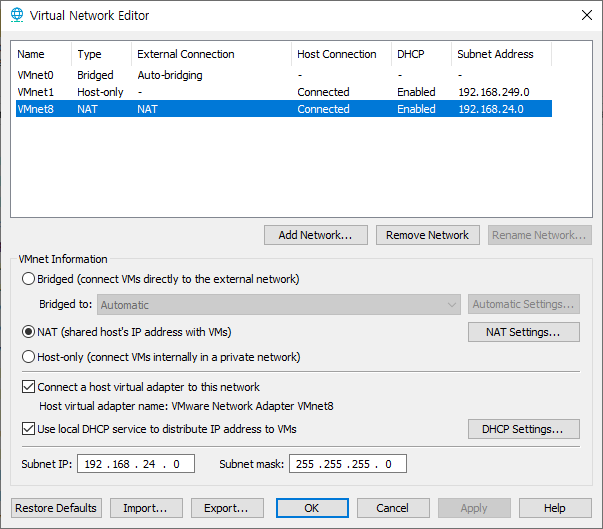 Virtual Network Editor
Name Type External Connection Host Connection DHCP Subnet Address
VMnet0 Bridged Auto-bridging - - -
VMnet1 Host-only - Connected Enabled 192.168.249.0
VMnet8 NAT NAT Connected Enabled 192.168.24.0
Add Network... Remove Network Rename Network...
VMnet Information
Bridged (connect VMs directly to the external network)
Bridged to: Automatic Automatic Settings...
NAT (shared host's IP address with VMs) NAT Settings...
Host-only (connect VMs internally in a private network)
Connect a host virtual adapter to this network
Host virtual adapter name: VMware Network Adapter VMnet8
Use local DHCP service to distribute IP address to VMs DHCP Settings...
Subnet IP: 192 . 168 . 24 . 0 Subnet mask: 255 . 255 . 255 . 0
Restore Defaults Import... Export... OK Cancel Apply Help